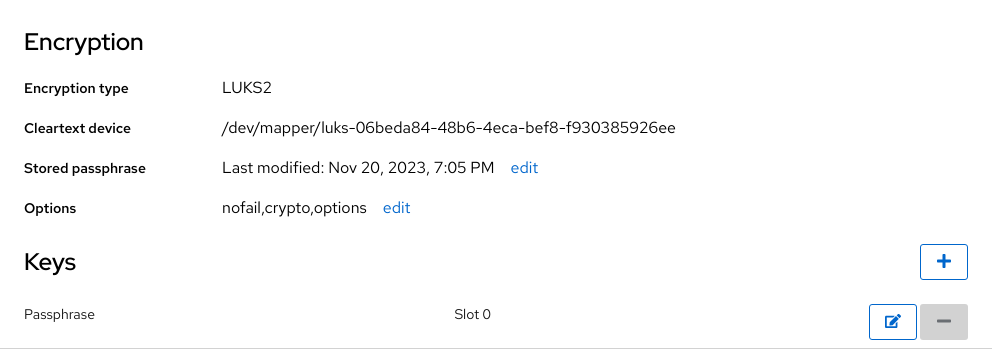 Encryption
Encryption type LUKS2
Cleartext device /dev/mapper/luks-06beda84-48b6-4eca-bef8-f930385926ee
Stored passphrase Last modified: Nov 20, 2023, 7:05 PM edit
Options nofail,crypto,options edit
Keys
Passphrase Slot 0